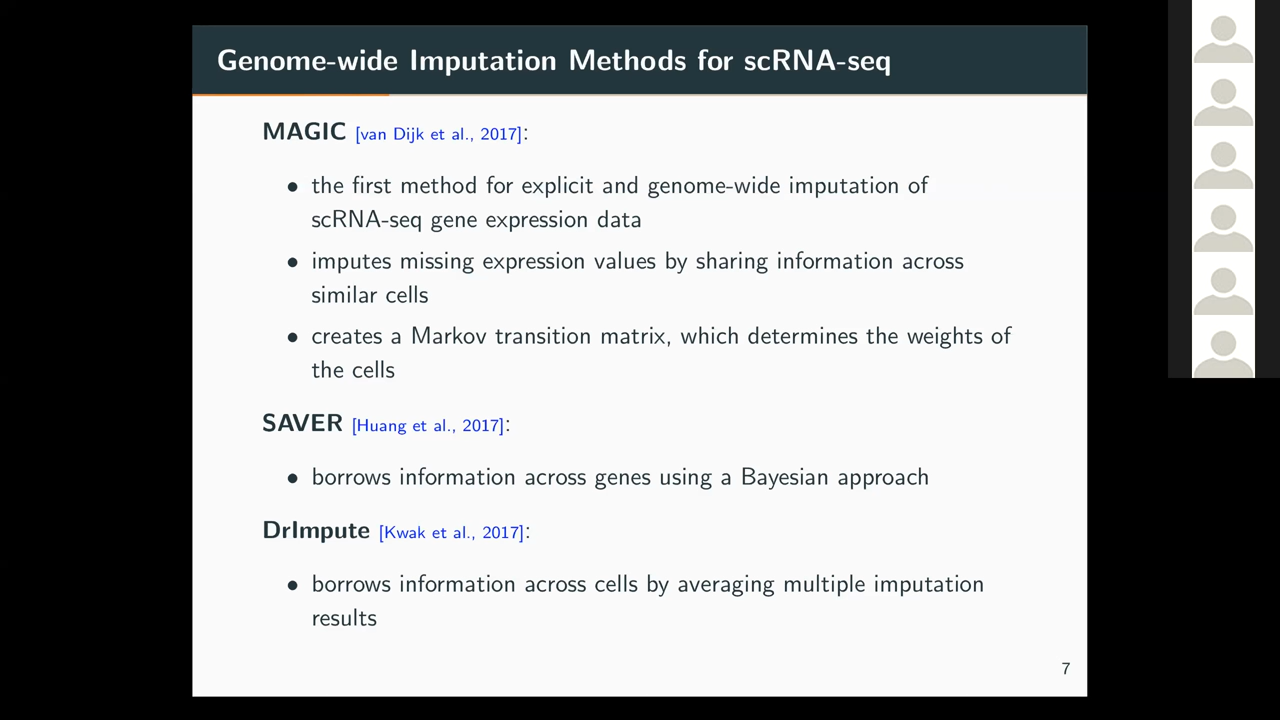 Genome-wide Imputation Methods for scRNA-seq
MAGIC [van Dijk et al., 2017]:
• the first method for explicit and genome-wide imputation of
scRNA-seq gene expression data
• imputes missing expression values by sharing information across
similar cells
• creates a Markov transition matrix, which determines the weights of
the cells
SAVER [Huang et al., 2017]:
• borrows information across genes using a Bayesian approach
DrImpute [Kwak et al., 2017]:
• borrows information across cells by averaging multiple imputation
results
7